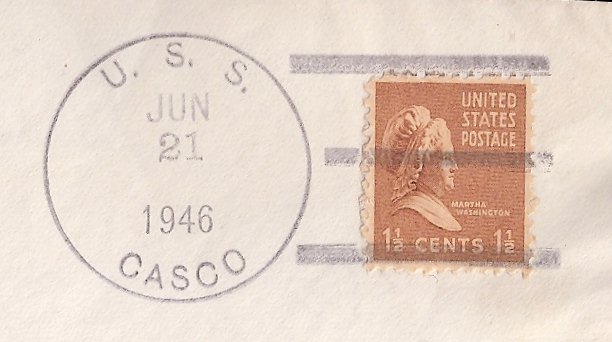 U. S. S.
JUN
21
1946
CASCO
UNITED
STATES
POSTAGE
MARTHA
WASHINGTON
1½ CENTS 1½